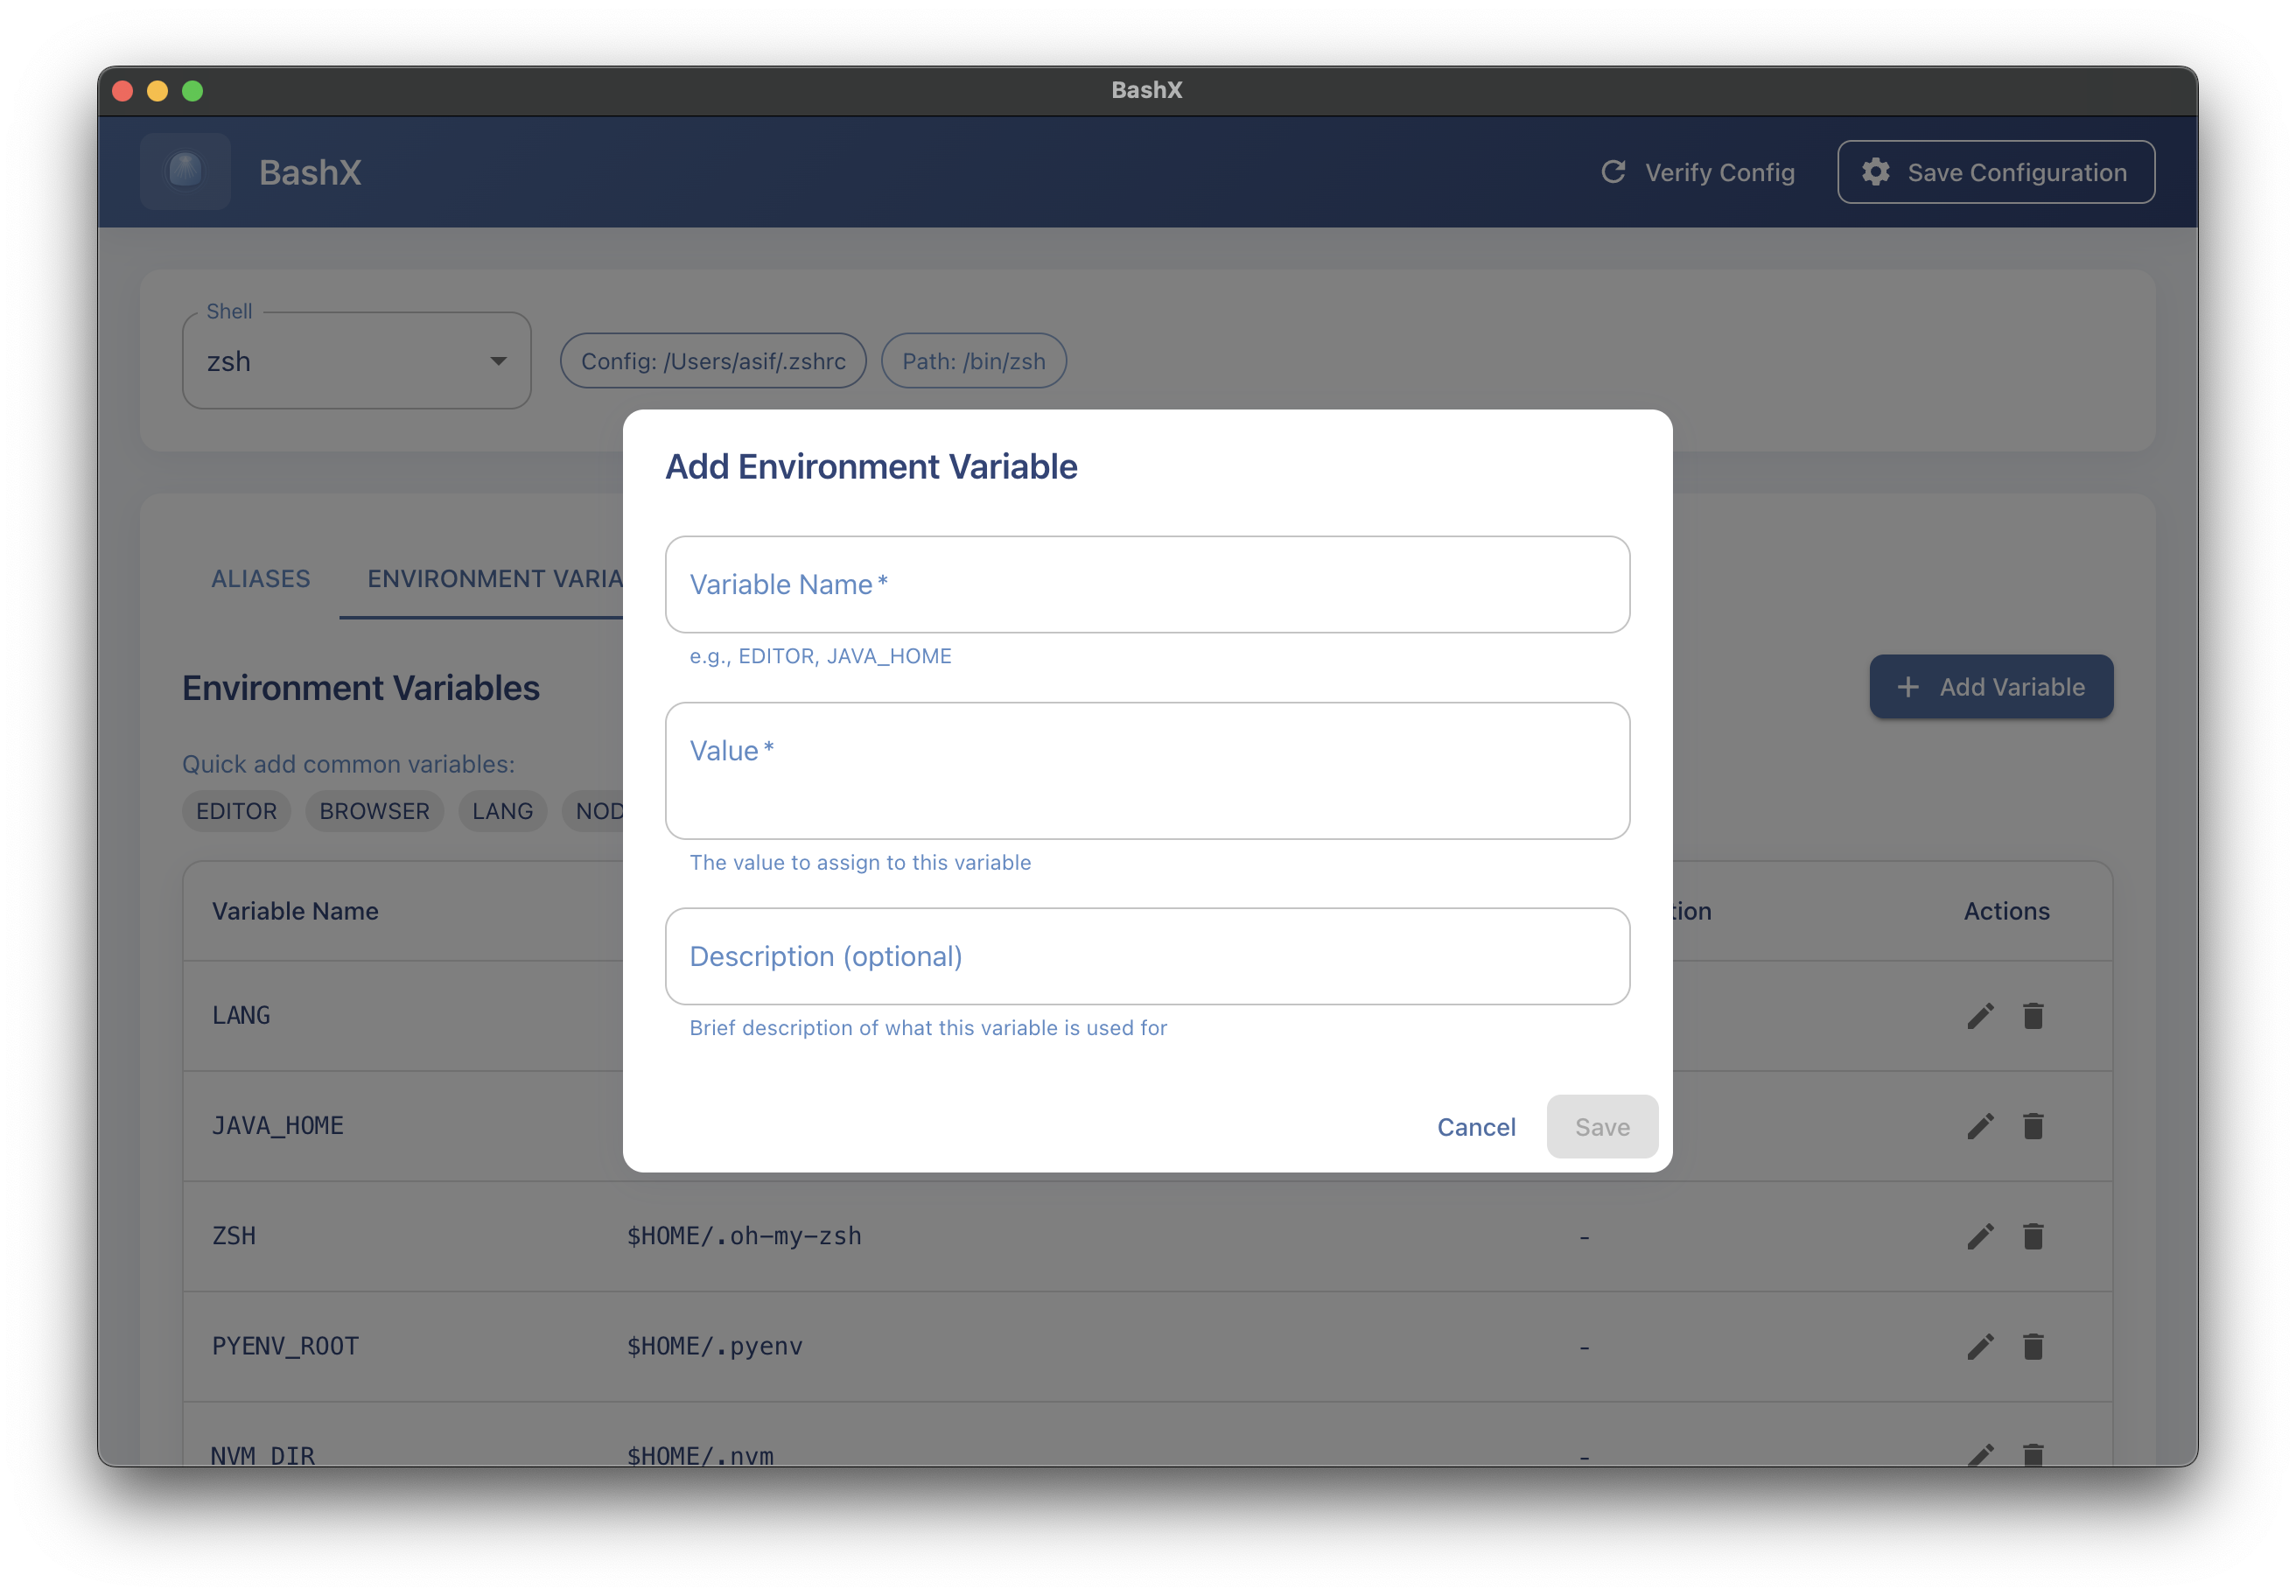 BashX
BashX
Verify Config
Save Configuration
Shell
zsh
Config: /Users/asif/.zshrc
Path: /bin/zsh
Add Environment Variable
Variable Name*
e.g., EDITOR, JAVA_HOME
Value*
The value to assign to this variable
Description (optional)
Brief description of what this variable is used for
Cancel
Save
ALIASES
ENVIRONMENT VARIA
Environment Variables
Add Variable
Quick add common variables:
EDITOR
BROWSER
LANG
NOD
Variable Name
tion
Actions
LANG
JAVA_HOME
ZSH $HOME/.oh-my-zsh -
PYENV_ROOT $HOME/.pyenv -
NVM_DIR $HOME/.nvm -